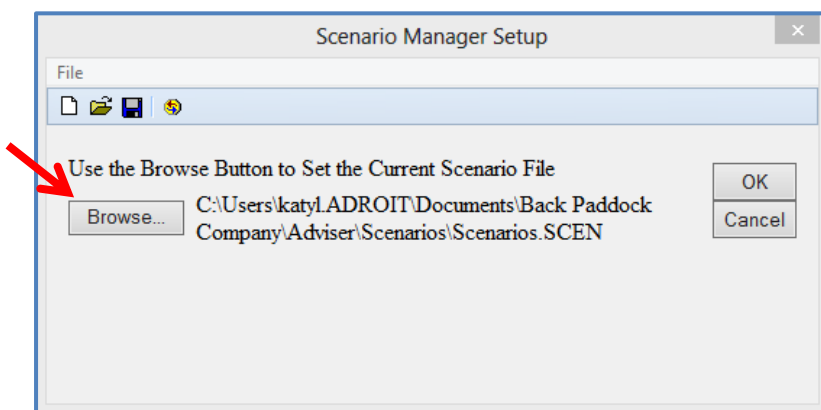 Scenario Manager Setup
File
Use the Browse Button to Set the Current Scenario File
Browse...
C:\Users\katyl.ADROIT\Documents\Back Paddock
Company\Adviser\Scenarios\Scenarios.SCEN
OK
Cancel